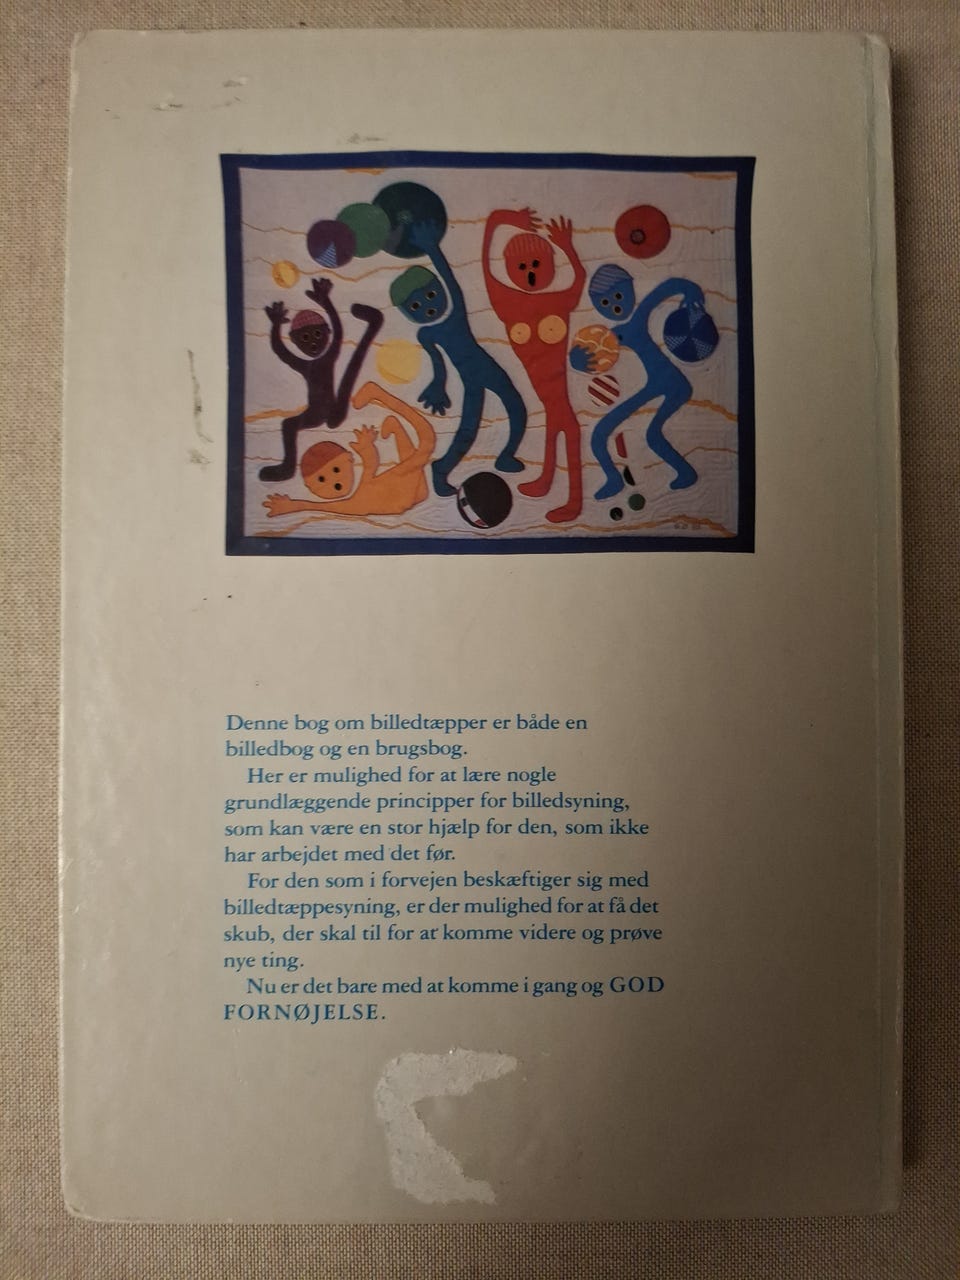 Denne bog om billedtæpper er både en
billedbog og en brugsbog.
Her er mulighed for at lære nogle
grundlæggende principper for billedsyning,
som kan være en stor hjælp for den, som ikke
har arbejdet med det før.
For den som i forvejen beskæftiger sig med
billedtæppesyning, er der mulighed for at få det
skub, der skal til for at komme videre og prøve
nye ting.
Nu er det bare med at komme i gang og GOD
FORNØJELSE.